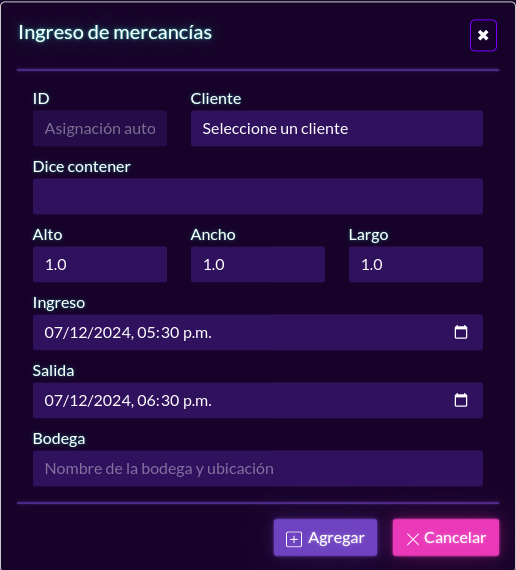 Ingreso de mercancías
ID Cliente
Asignación auto Seleccione un cliente
Dice contener
Alto Ancho Largo
1.0 1.0 1.0
Ingreso
07/12/2024, 05:30 p.m.
Salida
07/12/2024, 06:30 p.m.
Bodega
Nombre de la bodega y ubicación
Agregar Cancelar